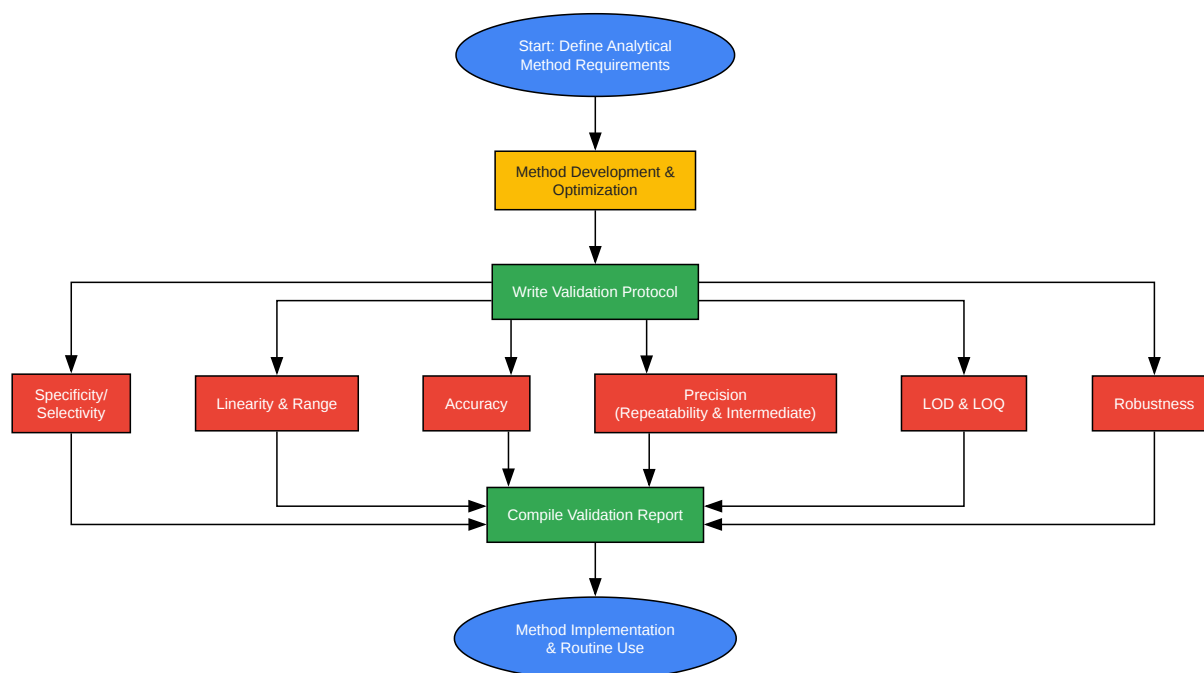 Start: Define Analytical
Method Requirements
Method Development &
Optimization
Write Validation Protocol
Specificity/
Selectivity
Linearity & Range
Accuracy
Precision
(Repeatability & Intermediate)
LOD & LOQ
Robustness
Compile Validation Report
Method Implementation
& Routine Use